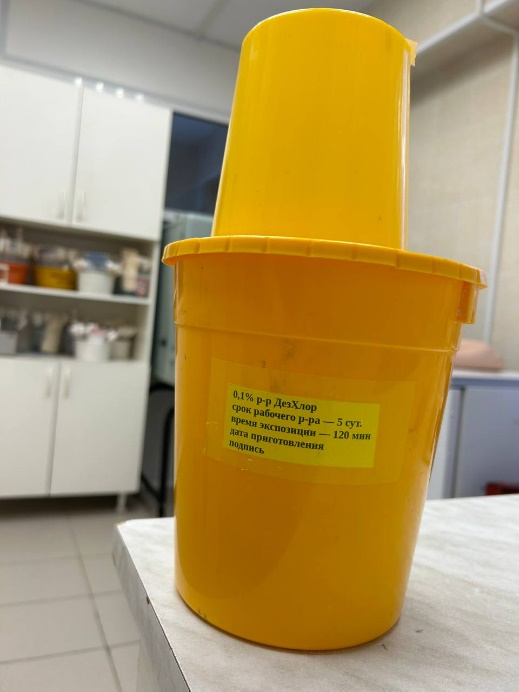 0,1% р-р ДезХлор
срок рабочего р-ра — 5 сут.
время экспозиции — 120 мин
дата приготовления
подпись